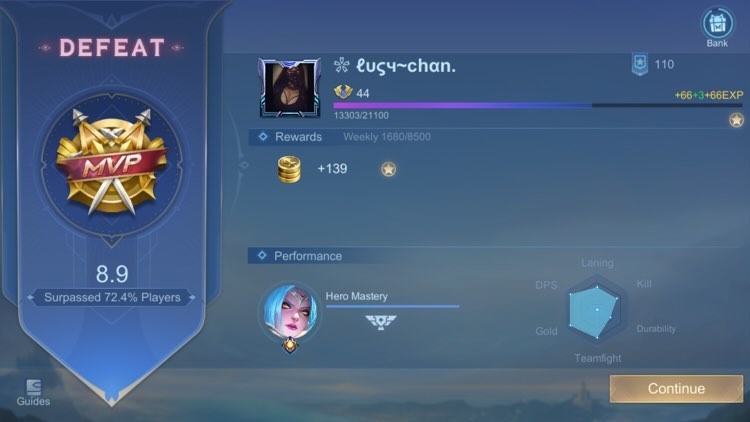 DEFEAT
MVP
8.9
Surpassed 72.4% Players
Guides
Bank
ℓυςч~chαn.
110
44
+66+3+66EXP
13303/21100
Rewards
Weekly 1680/8500
+139
Performance
Hero Mastery
Laning
DPS
Kill
Gold
Durability
Teamfight
Continue